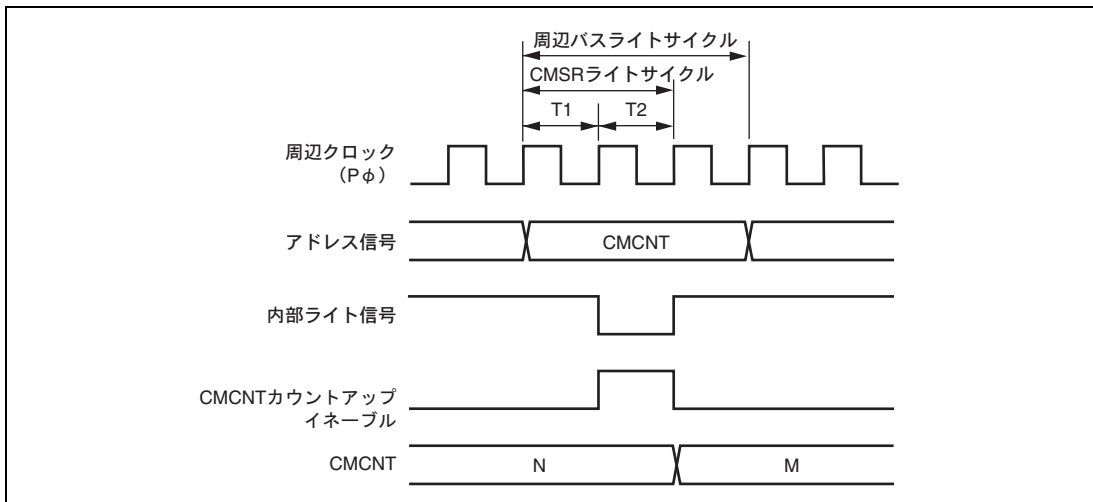 周辺バスライトサイクル
CMSRライトサイクル
T1 T2
周辺クロック
（Pφ）
アドレス信号 CMCNT
内部ライト信号
CMCNTカウントアップ
イネーブル
CMCNT N M